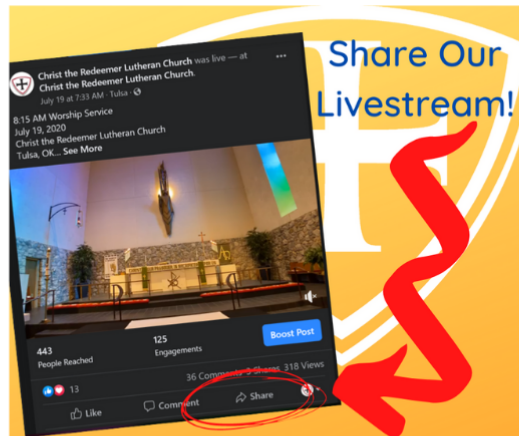 Share Our
Livestream!
Christ the Redeemer Lutheran Church was live — at
Christ the Redeemer Lutheran Church.
July 19 at 7:33 AM · Tulsa ·
8:15 AM Worship Service
July 19, 2020
Christ the Redeemer Lutheran Church
Tulsa, OK... See More
443
People Reached
125
Engagements
Boost Post
13
36 Comments 3 Shares 318 Views
Like
Comment
Share